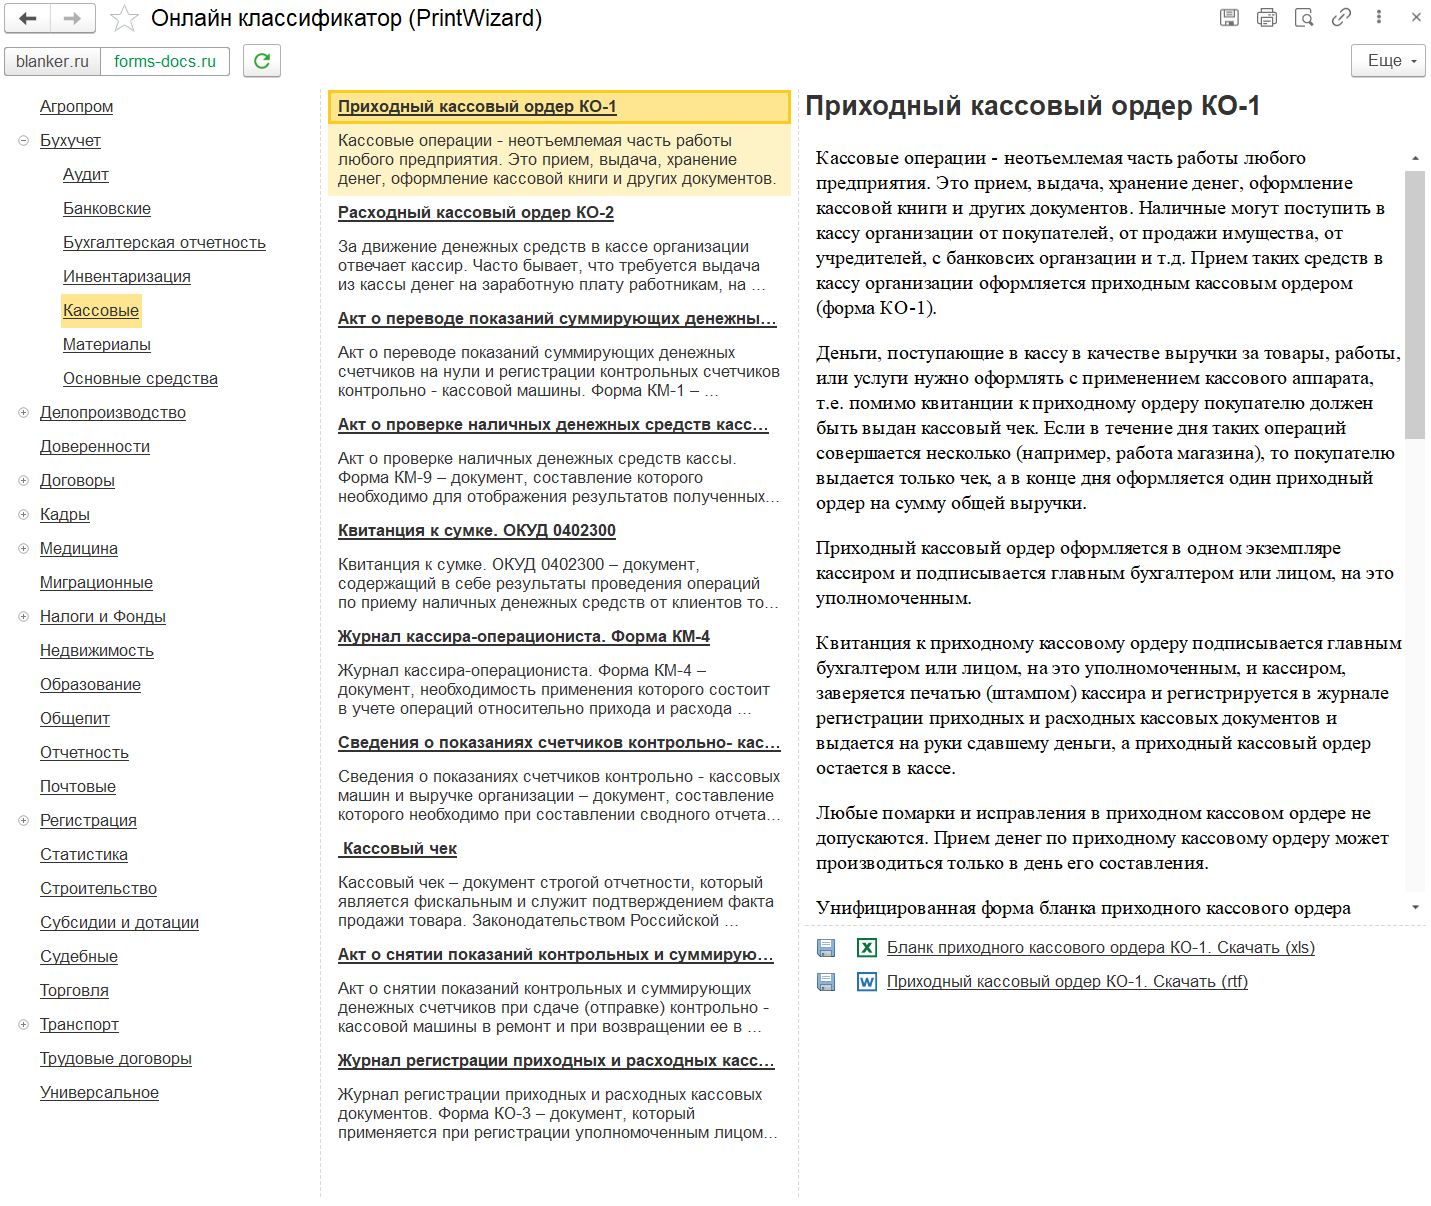 Онлайн классификатор (PrintWizard)
blanker.ru
forms-docs.ru
Еще
Агропром
Бухучет
Аудит
Банковские
Бухгалтерская отчетность
Инвентаризация
Кассовые
Материалы
Основные средства
Делопроизводство
Доверенности
Договоры
Кадры
Медицина
Миграционные
Налоги и Фонды
Недвижимость
Образование
Общепит
Отчетность
Почтовые
Регистрация
Статистика
Строительство
Субсидии и дотации
Судебные
Торговля
Транспорт
Трудовые договоры
Универсальное
Приходный кассовый ордер КО-1
Кассовые операции - неотъемлемая часть работы
любого предприятия. Это прием, выдача, хранение
денег, оформление кассовой книги и других документов.
Расходный кассовый ордер КО-2
За движение денежных средств в кассе организации
отвечает кассир. Часто бывает, что требуется выдача
из кассы денег на заработную плату работникам, на ...
Акт о переводе показаний суммирующих денежны...
Акт о переводе показаний суммирующих денежных
счетчиков на нули и регистрации контрольных счетчиков
контрольно - кассовой машины. Форма КМ-1 – ...
Акт о проверке наличных денежных средств касс...
Акт о проверке наличных денежных средств кассы.
Форма КМ-9 – документ, составление которого
необходимо для отображения результатов полученных...
Квитанция к сумке. ОКУД 0402300
Квитанция к сумке. ОКУД 0402300 – документ,
содержащий в себе результаты проведения операций
по приему наличных денежных средств от клиентов то...
Журнал кассира-операциониста. Форма КМ-4
Журнал кассира-операциониста. Форма КМ-4 –
документ, необходимость применения которого состоит
в учете операций относительно прихода и расхода ...
Сведения о показаниях счетчиков контрольно- кас...
Сведения о показаниях счетчиков контрольно - кассовых
машин и выручке организации – документ, составление
которого необходимо при составлении сводного отчета...
Кассовый чек
Кассовый чек – документ строгой отчетности, который
является фискальным и служит подтверждением факта
продажи товара. Законодательством Российской ...
Акт о снятии показаний контрольных и суммирую...
Акт о снятии показаний контрольных и суммирующих
денежных счетчиков при сдаче (отправке) контрольно -
кассовой машины в ремонт и при возвращении ее в ...
Журнал регистрации приходных и расходных касс...
Журнал регистрации приходных и расходных кассовых
документов. Форма КО-3 – документ, который
применяется при регистрации уполномоченным лицом...
Приходный кассовый ордер КО-1
Кассовые операции - неотъемлемая часть работы любого
предприятия. Это прием, выдача, хранение денег, оформление
кассовой книги и других документов. Наличные могут поступить в
кассу организации от покупателей, от продажи имущества, от
учредителей, с банковсих органзации и т.д. Прием таких средств в
кассу организации оформляется приходным кассовым ордером
(форма КО-1).
Деньги, поступающие в кассу в качестве выручки за товары, работы,
или услуги нужно оформлять с применением кассового аппарата,
т.е. помимо квитанции к приходному ордеру покупателю должен
быть выдан кассовый чек. Если в течение дня таких операций
совершается несколько (например, работа магазина), то покупателю
выдается только чек, а в конце дня оформляется один приходный
ордер на сумму общей выручки.
Приходный кассовый ордер оформляется в одном экземпляре
кассиром и подписывается главным бухгалтером или лицом, на это
уполномоченным.
Квитанция к приходному кассовому ордеру подписывается главным
бухгалтером или лицом, на это уполномоченным, и кассиром,
заверяется печатью (штампом) кассира и регистрируется в журнале
регистрации приходных и расходных кассовых документов и
выдается на руки сдавшему деньги, а приходный кассовый ордер
остается в кассе.
Любые помарки и исправления в приходном кассовом ордере не
допускаются. Прием денег по приходному кассовому ордеру может
производиться только в день его составления.
Унифицированная форма бланка приходного кассового ордера
Бланк приходного кассового ордера КО-1. Скачать (xls)
Приходный кассовый ордер КО-1. Скачать (rtf)